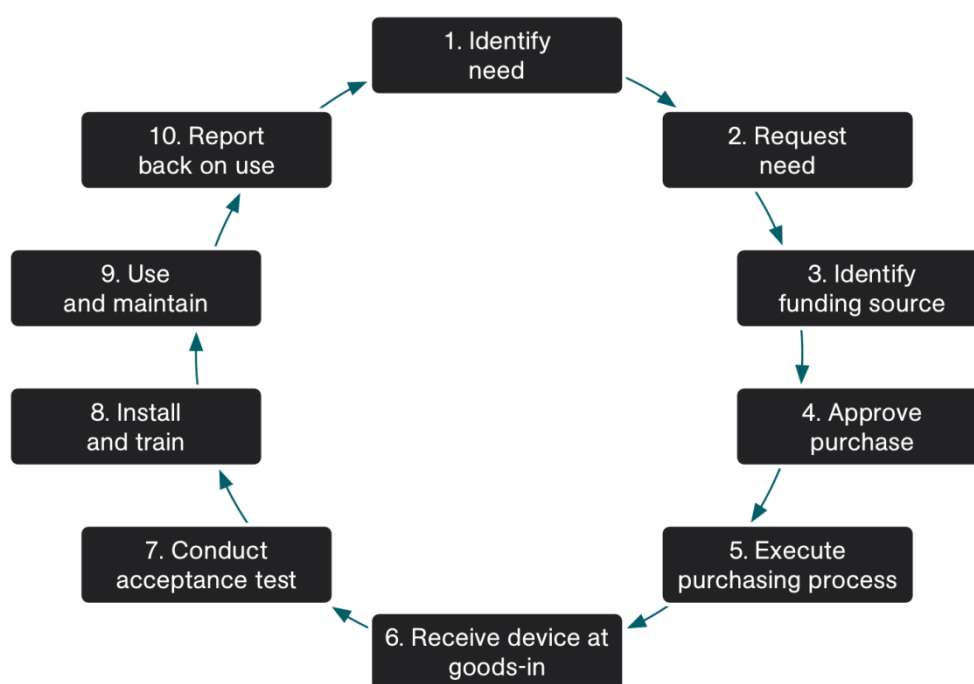 1. Identify
need
2. Request
need
3. Identify
funding source
4. Approve
purchase
5. Execute
purchasing process
6. Receive device at
goods-in
7. Conduct
acceptance test
8. Install
and train
9. Use
and maintain
10. Report
back on use